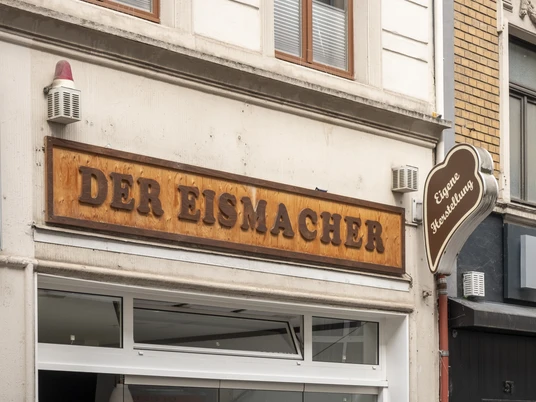 DER EISMACHER
Eigene
Herstellung